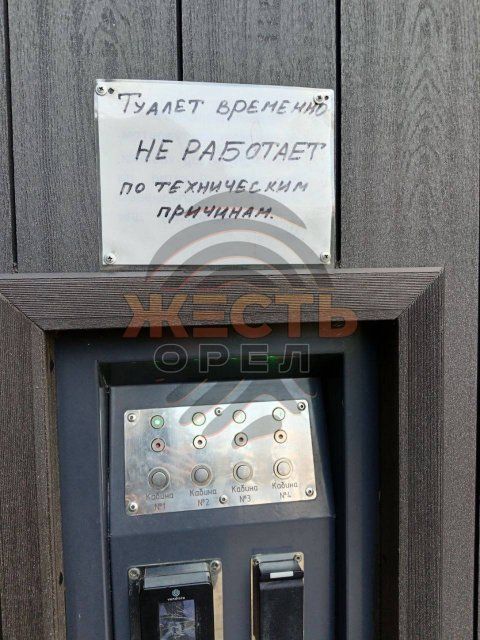 Туалет временно
НЕ РАБОТАЕТ
по техническим
причинам.
ЖЕСТЬ
ОРЕЛ
Кабина Кабина Кабина Кабина
№1 №2 №3 №4